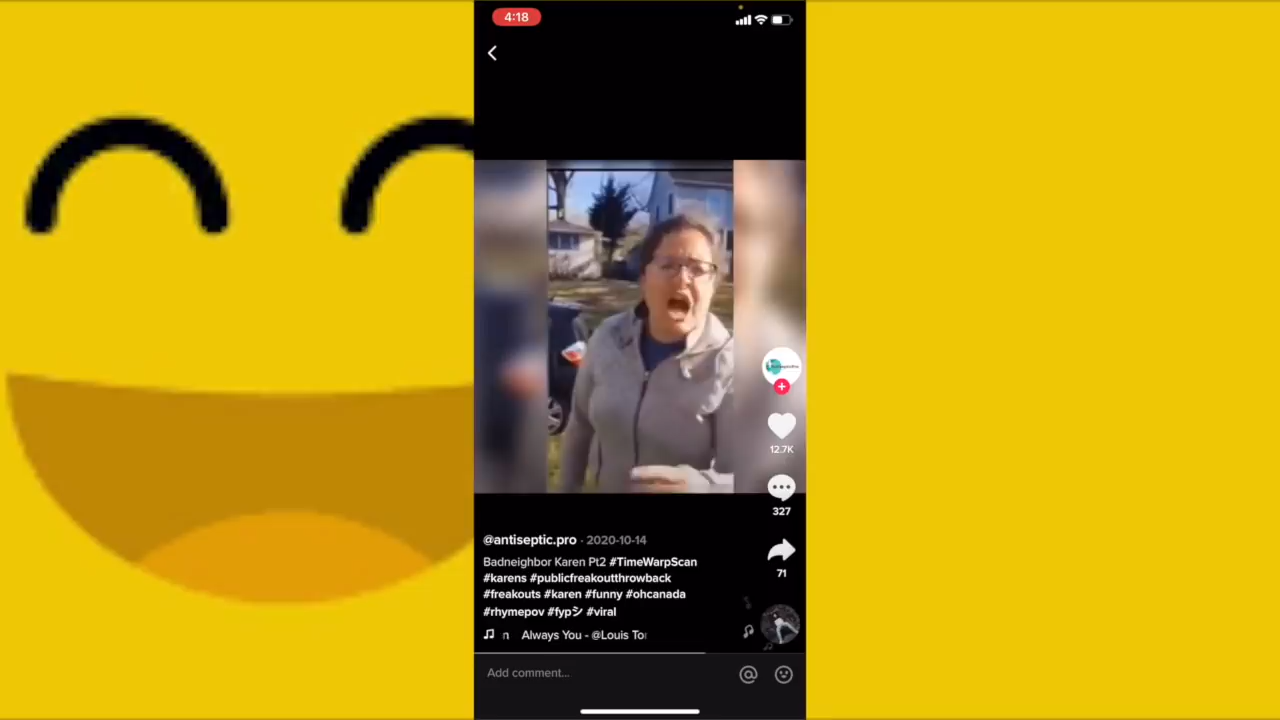 4:18
12.7K
327
@antiseptic.pro · 2020-10-14
Badneighbor Karen Pt2 #TimeWarpScan
#karens #publicfreakoutthrowback
71
#freakouts #karen #funny #ohcanada
#rhymepov #fypシ #viral
n Always You - @Louis To
Add comment...